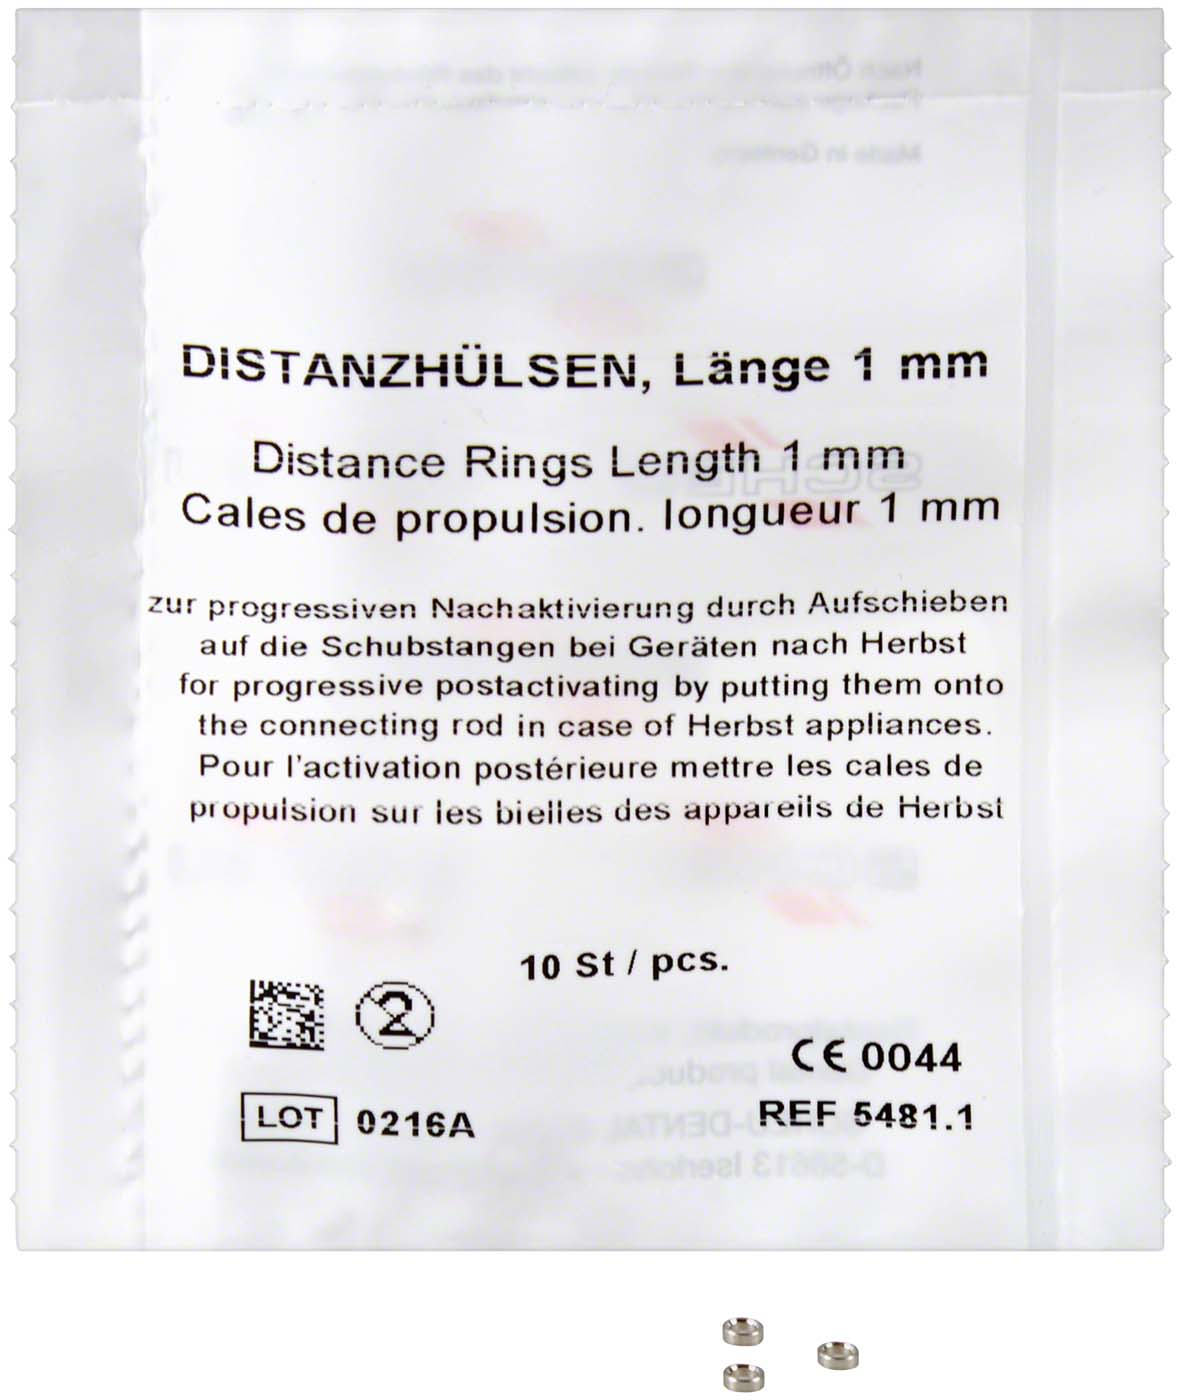 DISTANZHÜLSEN, Länge 1 mm
Distance Rings Length 1 mm
Cales de propulsion. longueur 1 mm
zur progressiven Nachaktivierung durch Aufschieben
auf die Schubstangen bei Geräten nach Herbst
for progressive postactivating by putting them onto
the connecting rod in case of Herbst appliances.
Pour l'activation postérieure mettre les cales de
propulsion sur les bielles des appareils de Herbst
10 St / pcs.
2
CE 0044
LOT 0216A
REF 5481.1